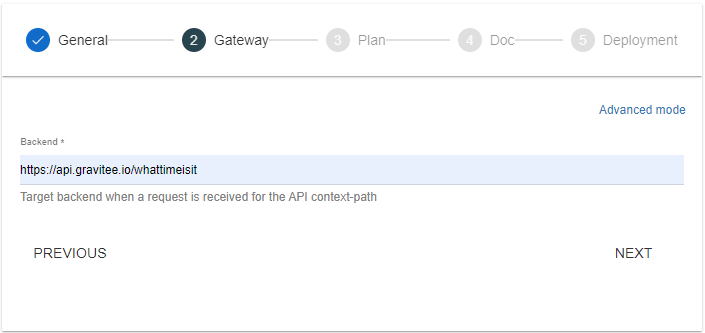 General 2 Gateway 3 Plan 4 Doc 5 Deployment
Advanced mode
Backend *
https://api.gravitee.io/whattimeisit
Target backend when a request is received for the API context-path
PREVIOUS NEXT